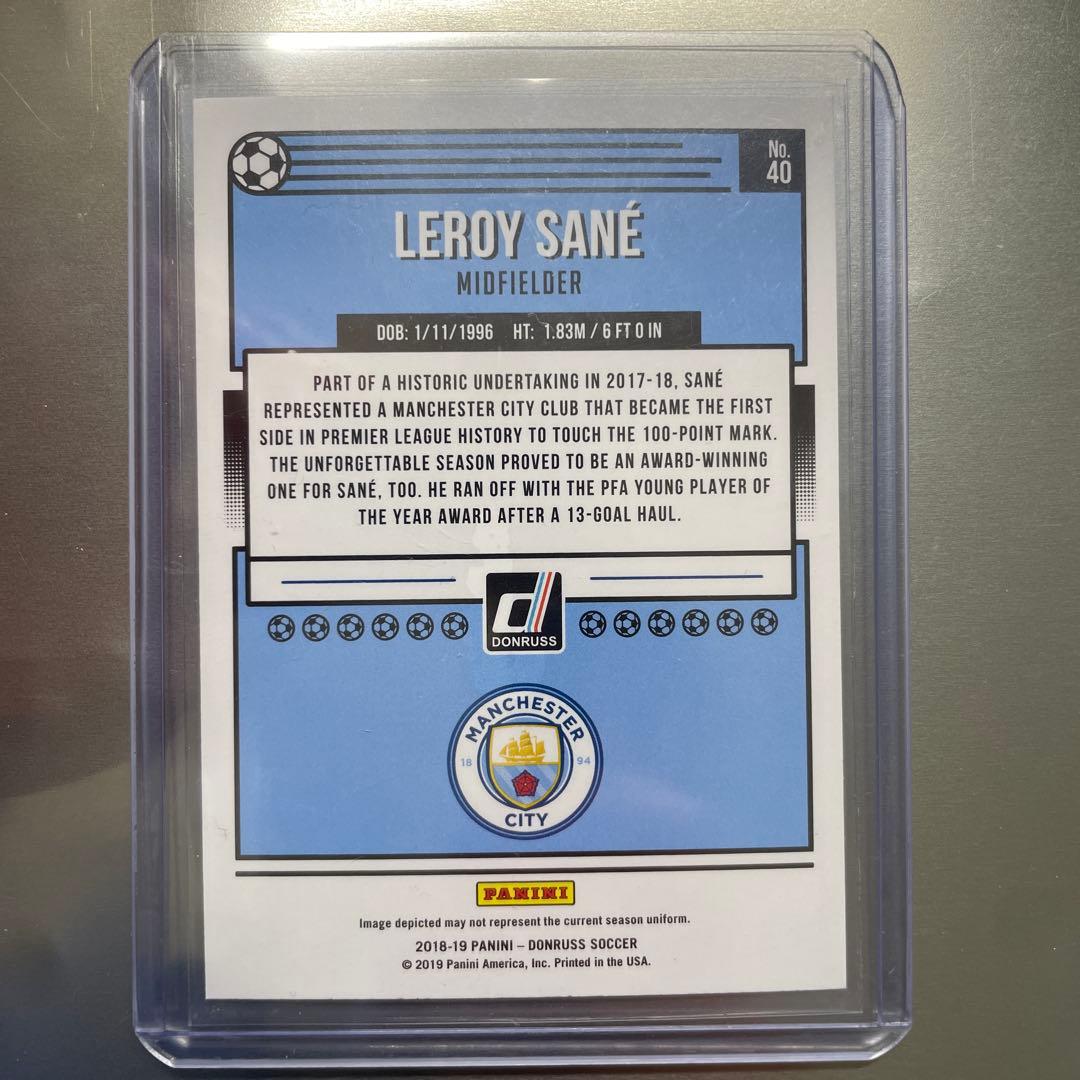 No.
40
LEROY SANÉ
MIDFIELDER
DOB: 1/11/1996 HT: 1.83M / 6 FT 0 IN
PART OF A HISTORIC UNDERTAKING IN 2017-18, SANÉ
REPRESENTED A MANCHESTER CITY CLUB THAT BECAME THE FIRST
SIDE IN PREMIER LEAGUE HISTORY TO TOUCH THE 100-POINT MARK.
THE UNFORGETTABLE SEASON PROVED TO BE AN AWARD-WINNING
ONE FOR SANÉ, TOO. HE RAN OFF WITH THE PFA YOUNG PLAYER OF
THE YEAR AWARD AFTER A 13-GOAL HAUL.
d
DONRUSS
MANCHESTER
18 94
CITY
PANINI
Image depicted may not represent the current season uniform.
2018-19 PANINI – DONRUSS SOCCER
© 2019 Panini America, Inc. Printed in the USA.